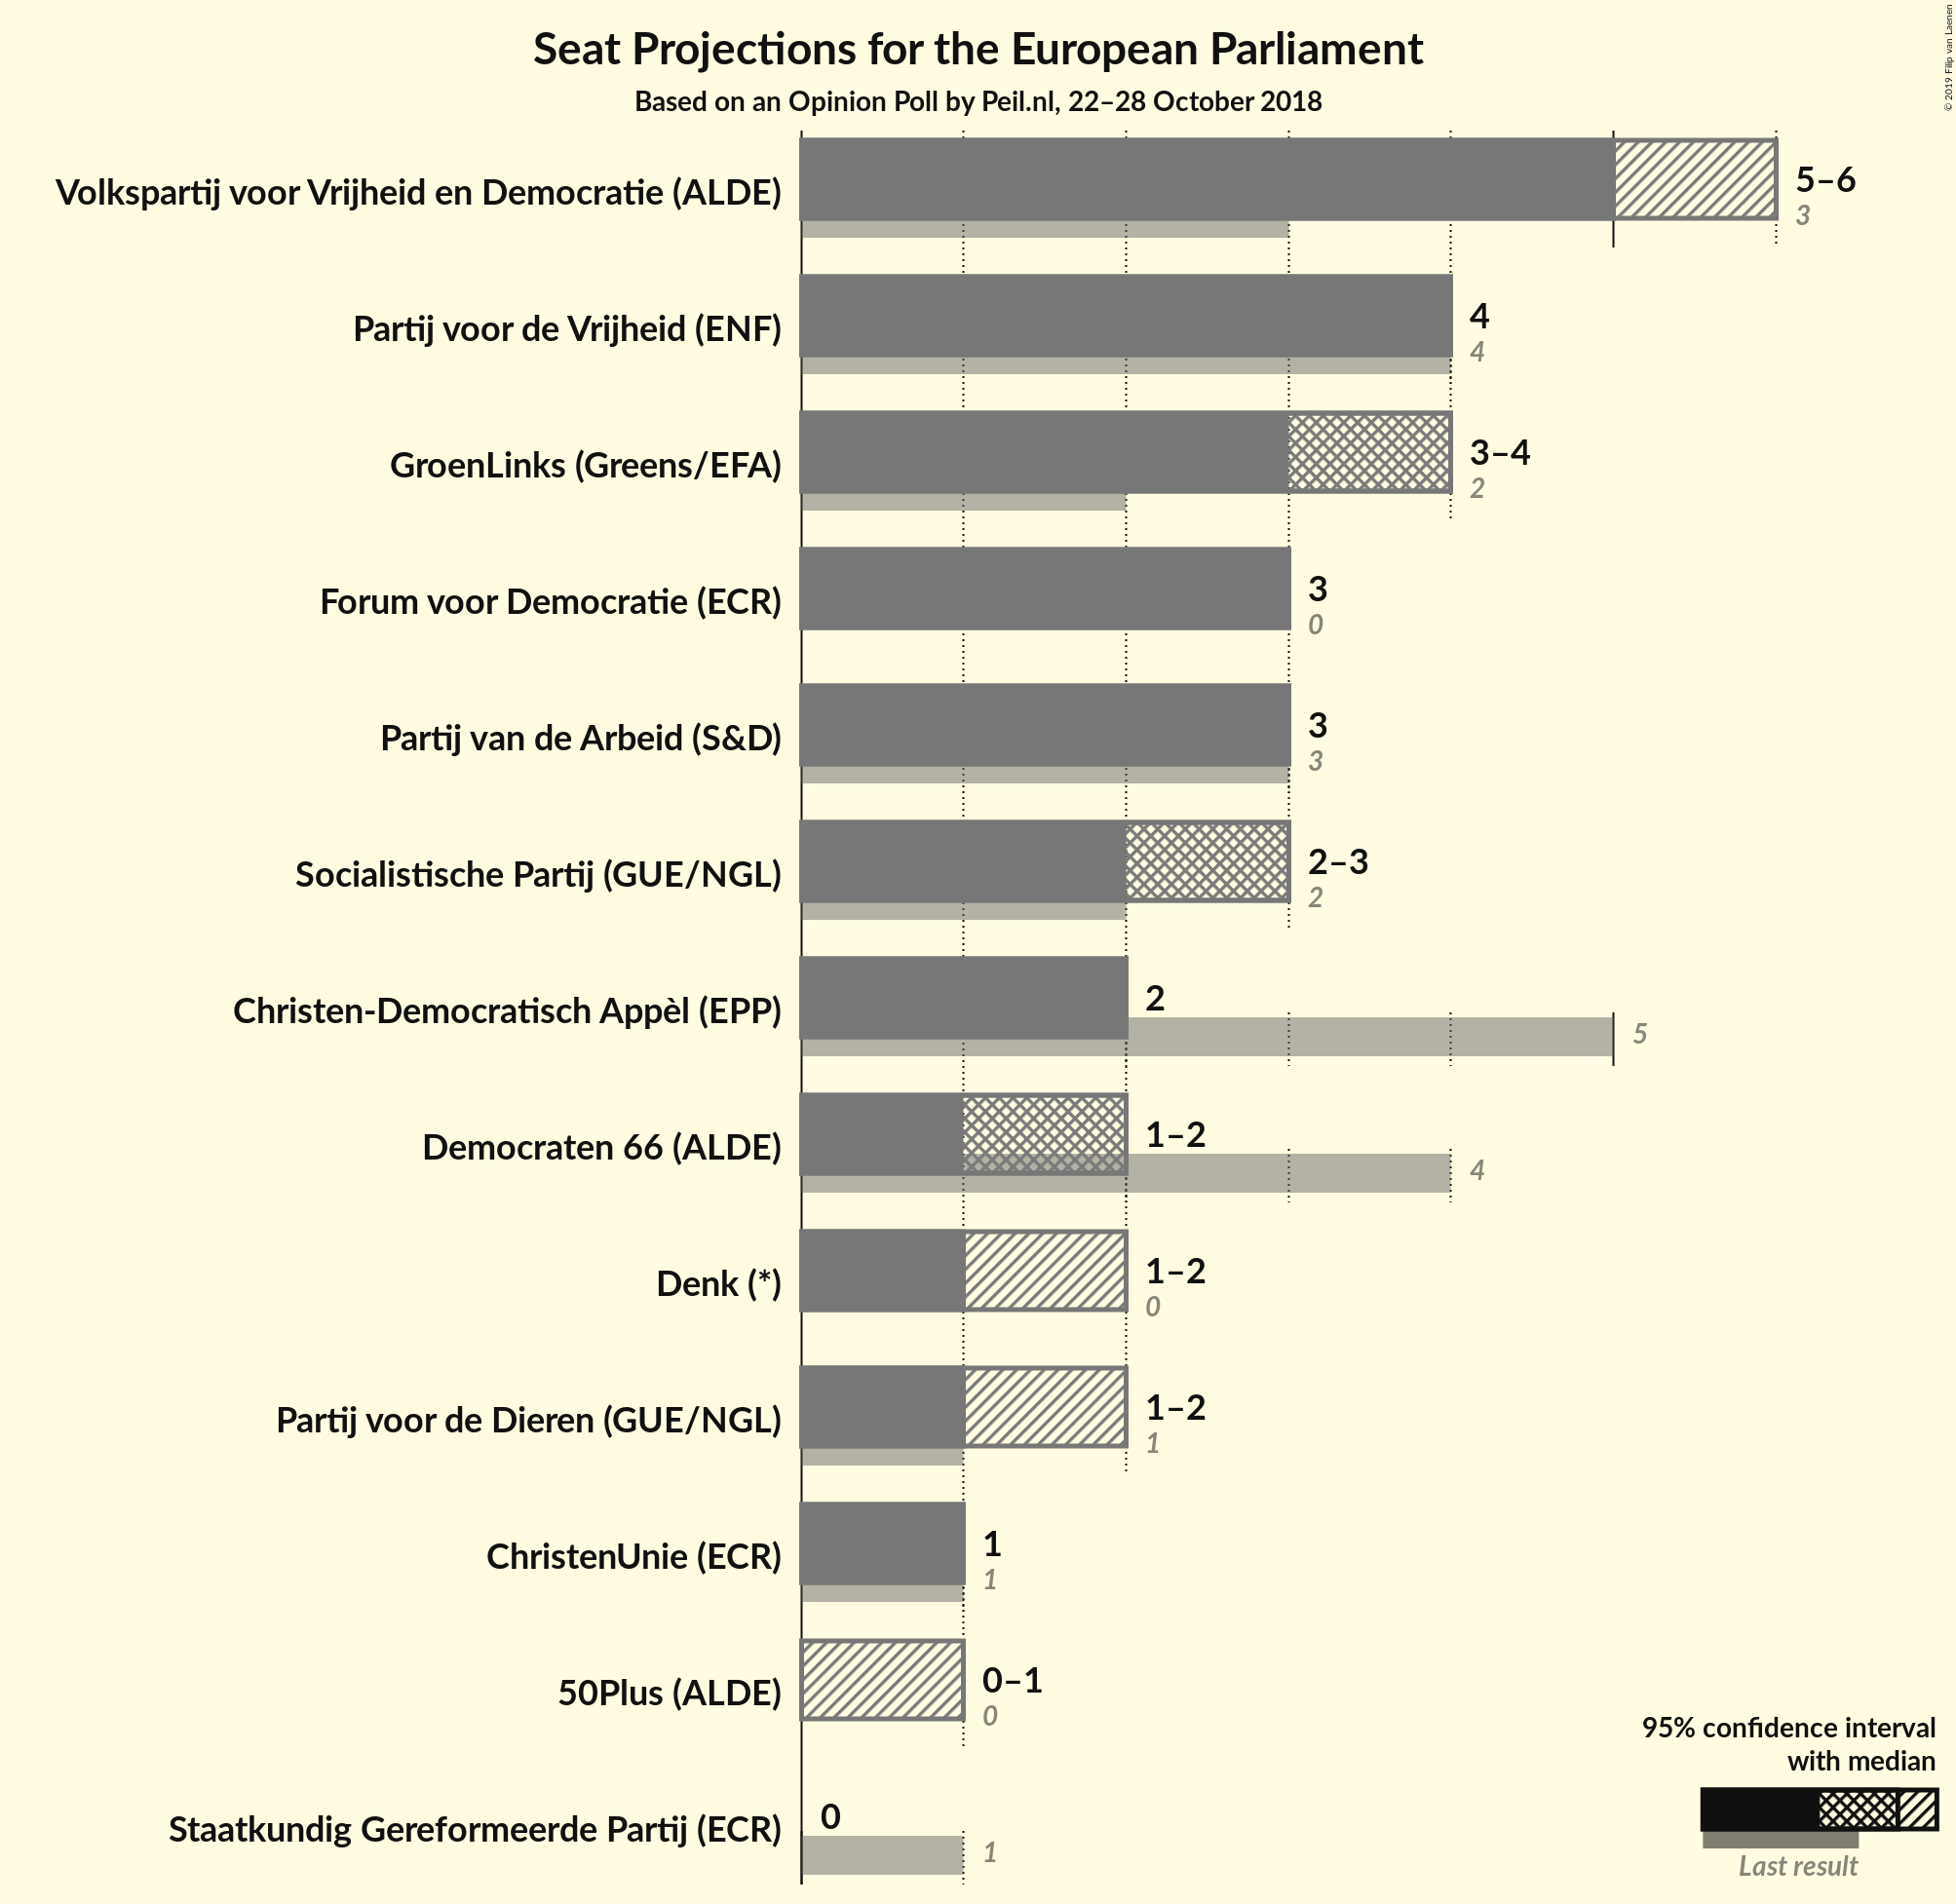 Seat Projections for the European Parliament
Based on an Opinion Poll by Peil.nl, 22–28 October 2018
© 2019 Filip van Laenen
Volkspartij voor Vrijheid en Democratie (ALDE)
5–6
3
Partij voor de Vrijheid (ENF)
4
4
GroenLinks (Greens/EFA)
3–4
2
Forum voor Democratie (ECR)
3
0
Partij van de Arbeid (S&D)
3
3
Socialistische Partij (GUE/NGL)
2–3
2
Christen-Democratisch Appèl (EPP)
2
5
Democraten 66 (ALDE)
1–2
4
Denk (*)
1–2
0
Partij voor de Dieren (GUE/NGL)
1–2
1
ChristenUnie (ECR)
1
1
50Plus (ALDE)
0–1
0
Staatkundig Gereformeerde Partij (ECR)
0
1
95% confidence interval
with median
Last result